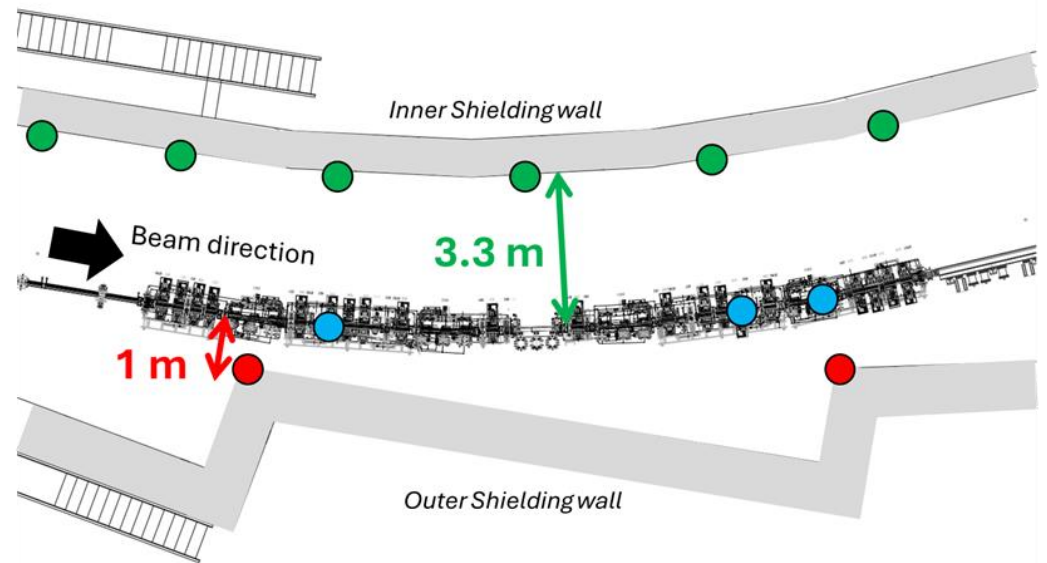 Inner Shielding wall
Beam direction
3.3 m
1 m
Outer Shielding wall